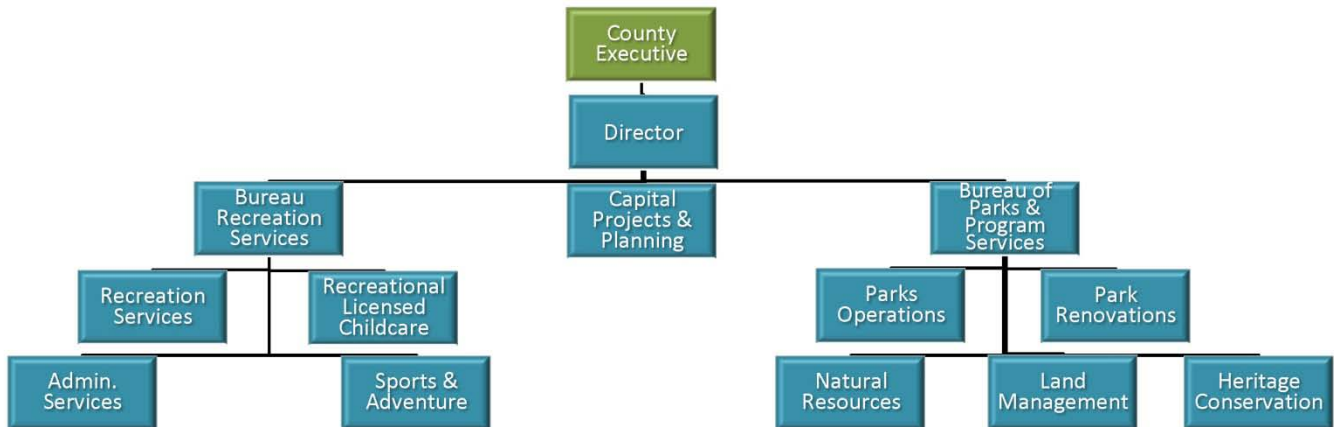 County
Executive
Director
Bureau
Recreation
Services
Capital
Projects &
Planning
Bureau of
Parks &
Program
Services
Recreation
Services
Recreational
Licensed
Childcare
Parks
Operations
Park
Renovations
Admin.
Services
Sports &
Adventure
Natural
Resources
Land
Management
Heritage
Conservation